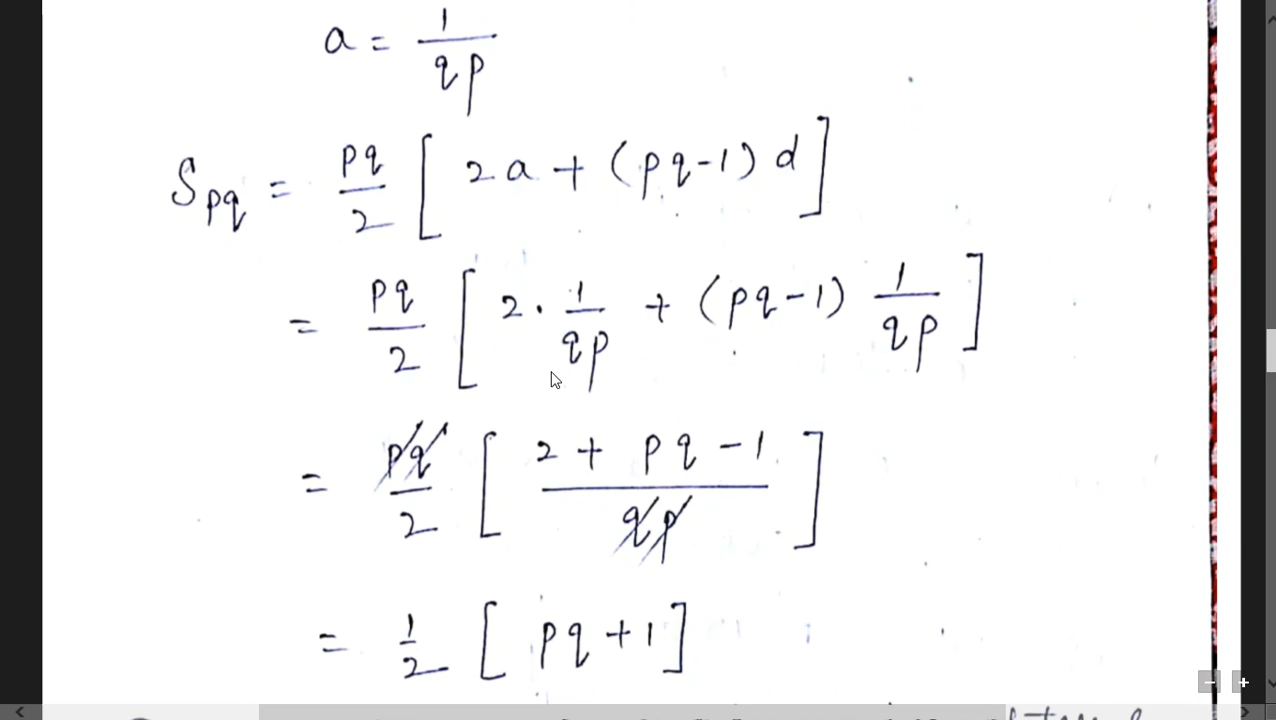 a = 1/qp
Spq = pq/2 [ 2a + (pq-1) d ]
= pq/2 [ 2 · 1/qp + (pq-1) 1/qp ]
= pq/2 [ 2 + pq - 1 / qp ]
= 1/2 [ pq + 1 ]